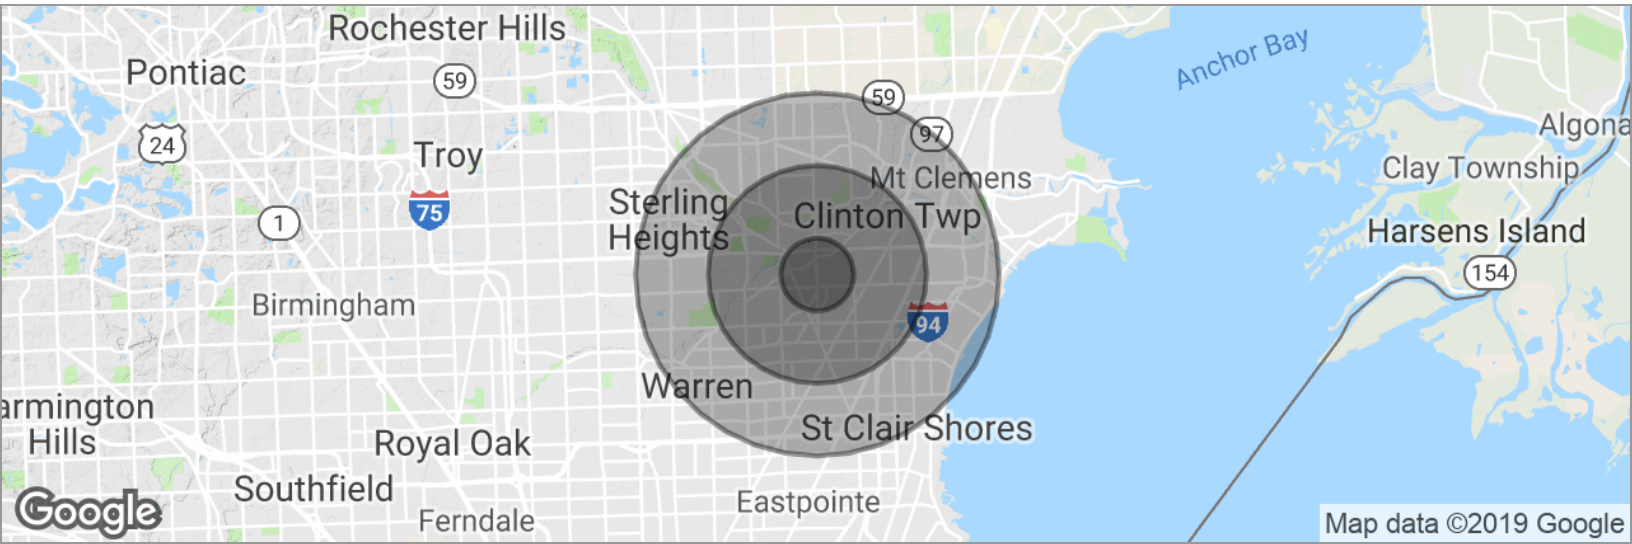 Rochester Hills
Anchor Bay
Pontiac
59
59
Algona
97
24
Troy
Clay Township
Mt Clemens
Sterling
Heights
75
Clinton Twp
1
Harsens Island
154
Birmingham
94
Warren
armington
Hills
St Clair Shores
Royal Oak
Southfield
Eastpointe
Google
Ferndale
Map data ©2019 Google